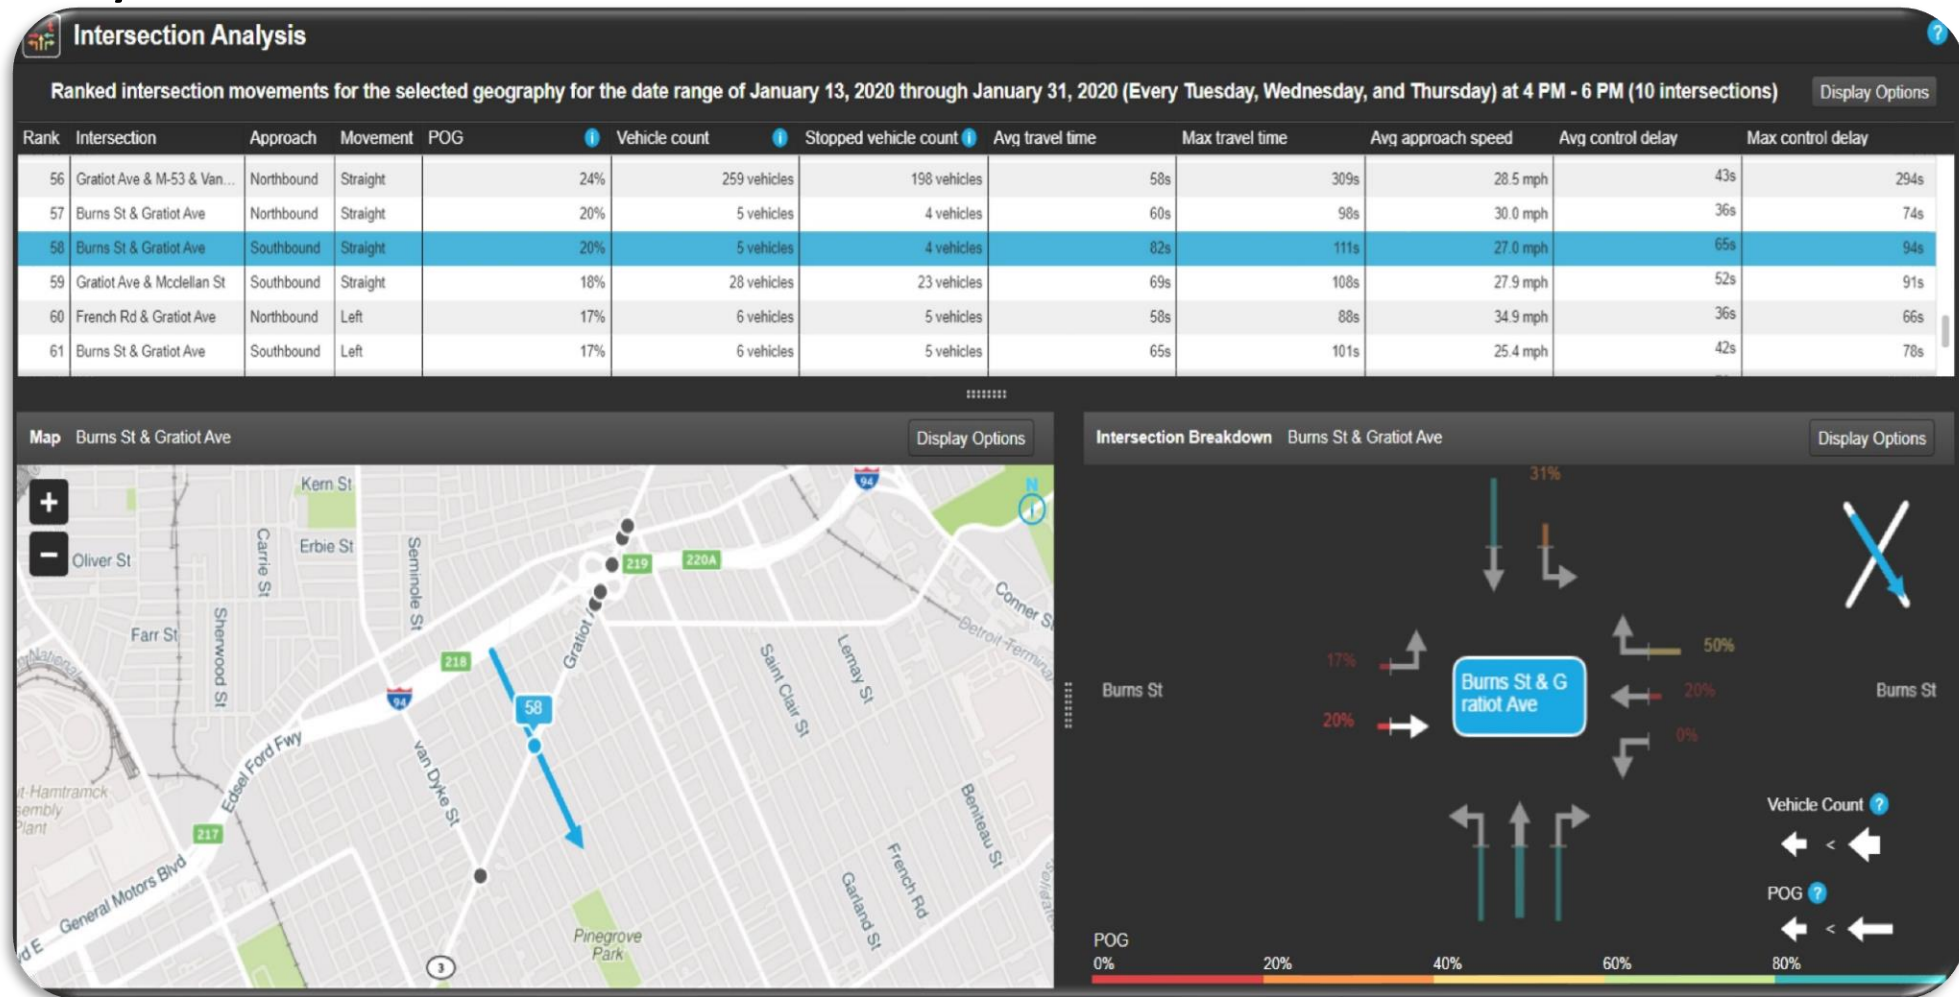 Intersection Analysis
?
Ranked intersection movements for the selected geography for the date range of January 13, 2020 through January 31, 2020 (Every Tuesday, Wednesday, and Thursday) at 4 PM - 6 PM (10 intersections) Display Options
Rank Intersection Approach Movement POG i Vehicle count i Stopped vehicle count i Avg travel time Max travel time Avg approach speed Avg control delay Max control delay
56 Gratiot Ave & M-53 & Van... Northbound Straight 24% 259 vehicles 198 vehicles 58s 309s 28.5 mph 43s 294s
57 Burns St & Gratiot Ave Northbound Straight 20% 5 vehicles 4 vehicles 60s 98s 30.0 mph 36s 74s
58 Burns St & Gratiot Ave Southbound Straight 20% 5 vehicles 4 vehicles 82s 111s 27.0 mph 65s 94s
59 Gratiot Ave & Mcclellan St Southbound Straight 18% 28 vehicles 23 vehicles 69s 108s 27.9 mph 52s 91s
60 French Rd & Gratiot Ave Northbound Left 17% 6 vehicles 5 vehicles 58s 88s 34.9 mph 36s 66s
61 Burns St & Gratiot Ave Southbound Left 17% 6 vehicles 5 vehicles 65s 101s 25.4 mph 42s 78s
Map Burns St & Gratiot Ave Display Options
+
−
Kern St
94
N
i
Oliver St
Carrie St
Erbie St
Seminole St
219
220A
Conner S
Detroit-Termina
Farr St
Sherwood St
Gratiot A
218
Saint Clair St
Lemay St
94
58
Edsel Ford Fwy
Van Dyke St
t-Hamtramck
sembly
Plant
217
Beniteau St
General Motors Blvd
French Rd
Garland St
Pinegrove
Park
3
Intersection Breakdown Burns St & Gratiot Ave Display Options
31%
50%
17%
Burns St
Burns St & G
ratiot Ave
20%
Burns St
20%
0%
Vehicle Count ?
<
POG ?
<
POG
0% 20% 40% 60% 80%